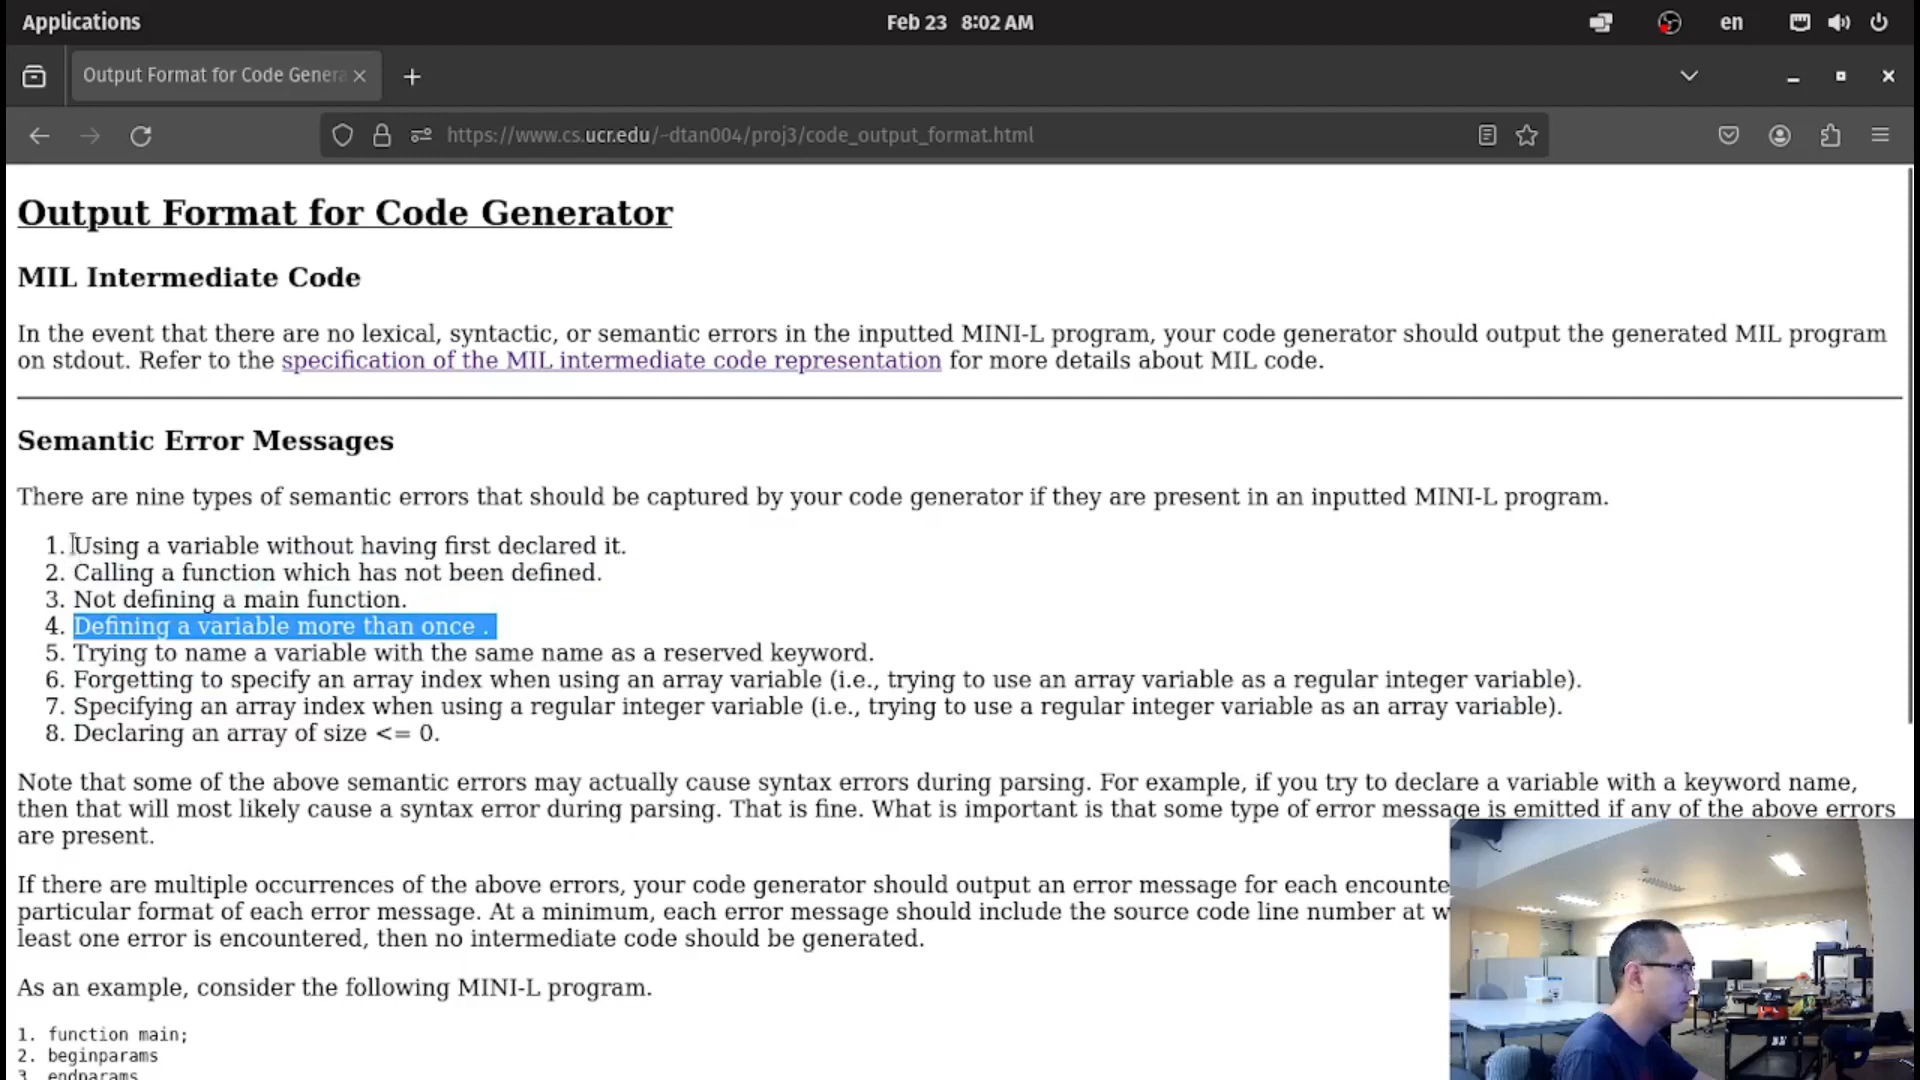 Applications
Feb 23 8:02 AM
en
Output Format for Code Genera
https://www.cs.ucr.edu/~dtan004/proj3/code_output_format.html
Output Format for Code Generator
MIL Intermediate Code
In the event that there are no lexical, syntactic, or semantic errors in the inputted MINI-L program, your code generator should output the generated MIL program
on stdout. Refer to the specification of the MIL intermediate code representation for more details about MIL code.
Semantic Error Messages
There are nine types of semantic errors that should be captured by your code generator if they are present in an inputted MINI-L program.
1. Using a variable without having first declared it.
2. Calling a function which has not been defined.
3. Not defining a main function.
4. Defining a variable more than once .
5. Trying to name a variable with the same name as a reserved keyword.
6. Forgetting to specify an array index when using an array variable (i.e., trying to use an array variable as a regular integer variable).
7. Specifying an array index when using a regular integer variable (i.e., trying to use a regular integer variable as an array variable).
8. Declaring an array of size <= 0.
Note that some of the above semantic errors may actually cause syntax errors during parsing. For example, if you try to declare a variable with a keyword name,
then that will most likely cause a syntax error during parsing. That is fine. What is important is that some type of error message is emitted if any of the above errors
are present.
If there are multiple occurrences of the above errors, your code generator should output an error message for each encounte
particular format of each error message. At a minimum, each error message should include the source code line number at w
least one error is encountered, then no intermediate code should be generated.
As an example, consider the following MINI-L program.
1. function main;
2. beginparams
3. endparams